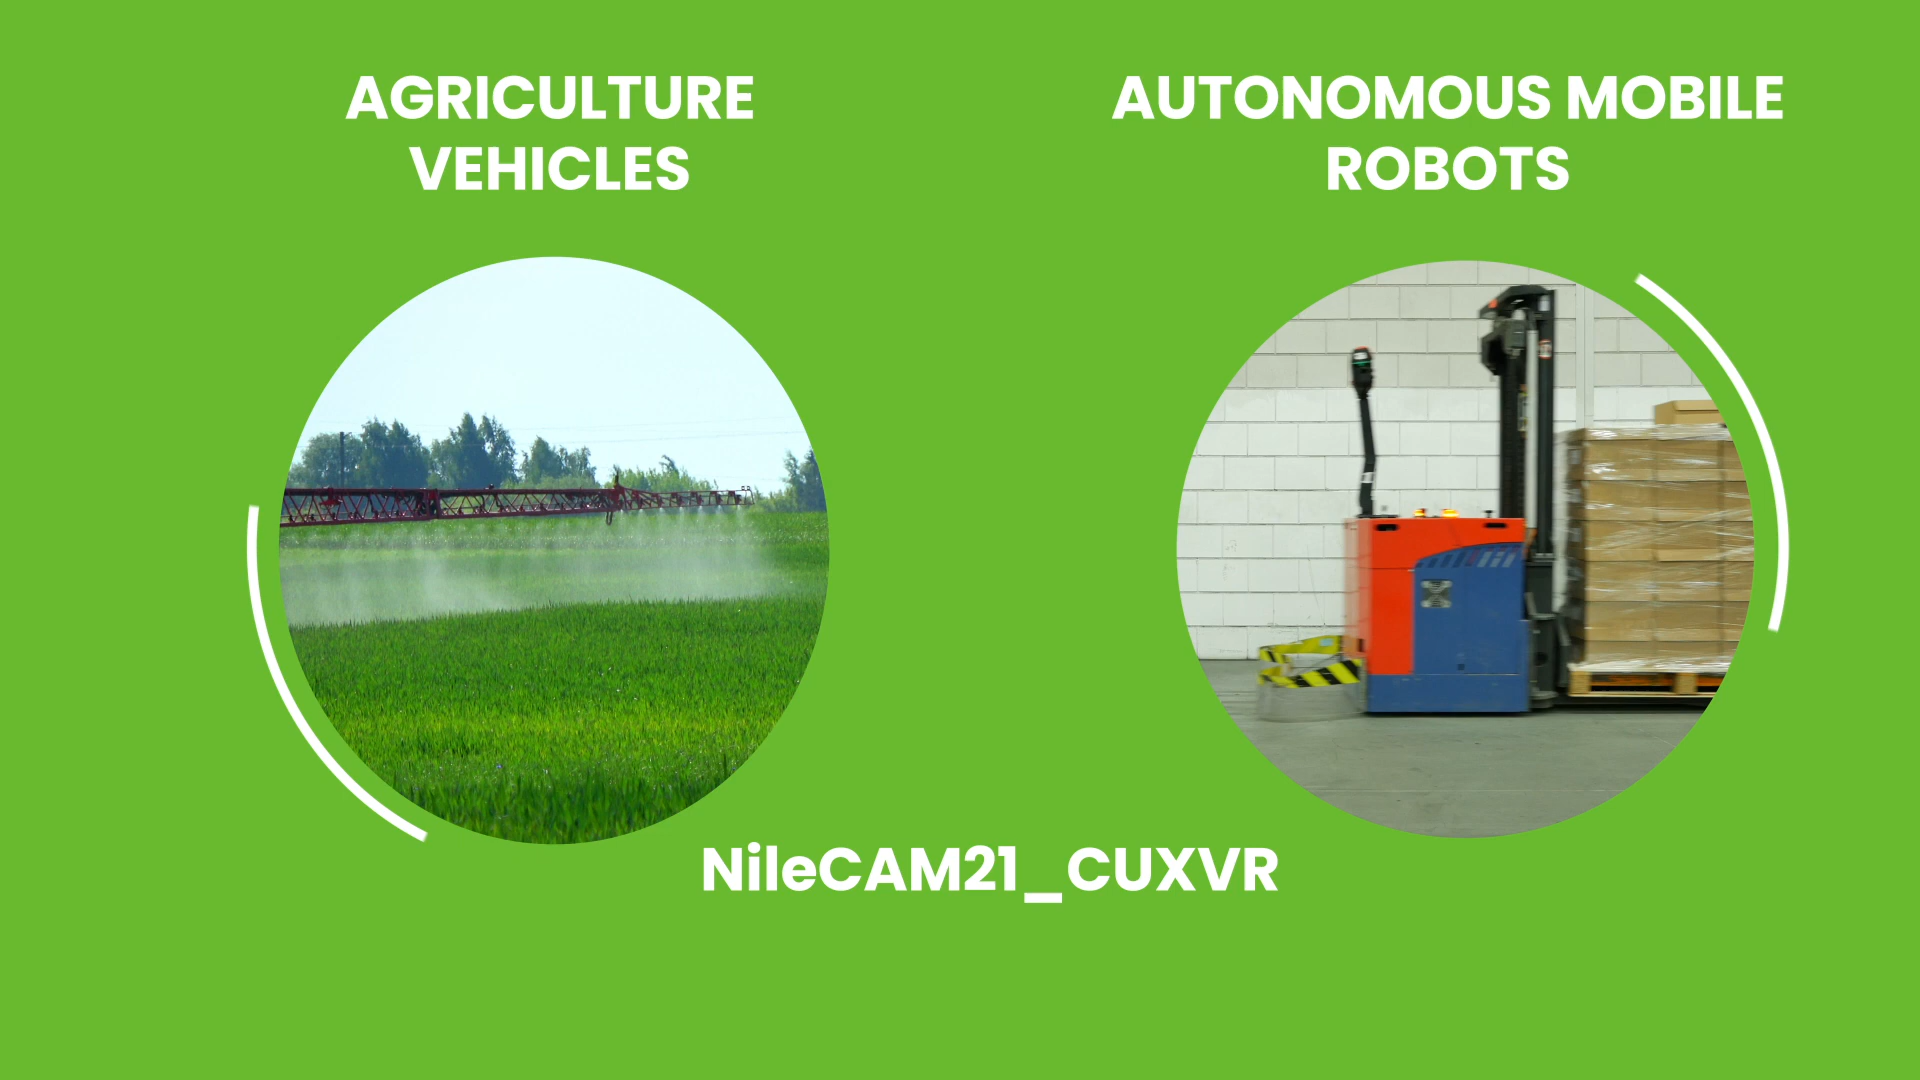 AGRICULTURE
VEHICLES
AUTONOMOUS MOBILE
ROBOTS
NileCAM21_CUXVR